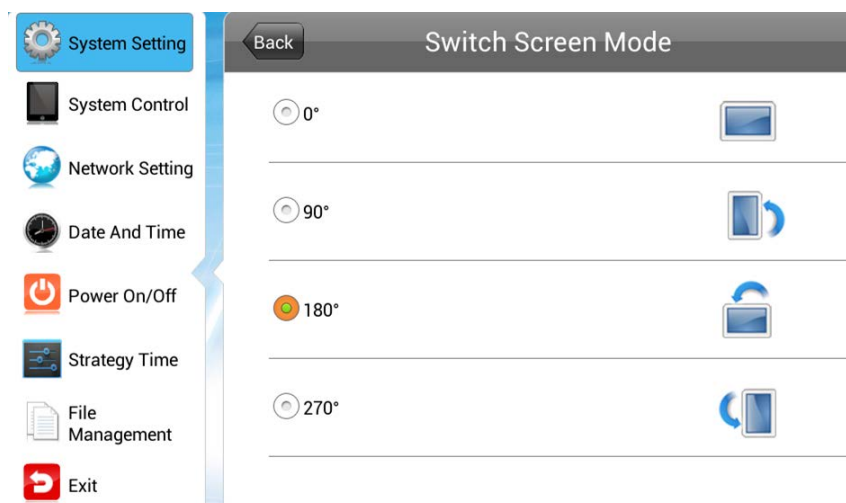 System Setting
System Control
Network Setting
Date And Time
Power On/Off
Strategy Time
File
Management
Exit
Back
Switch Screen Mode
0°
90°
180°
270°